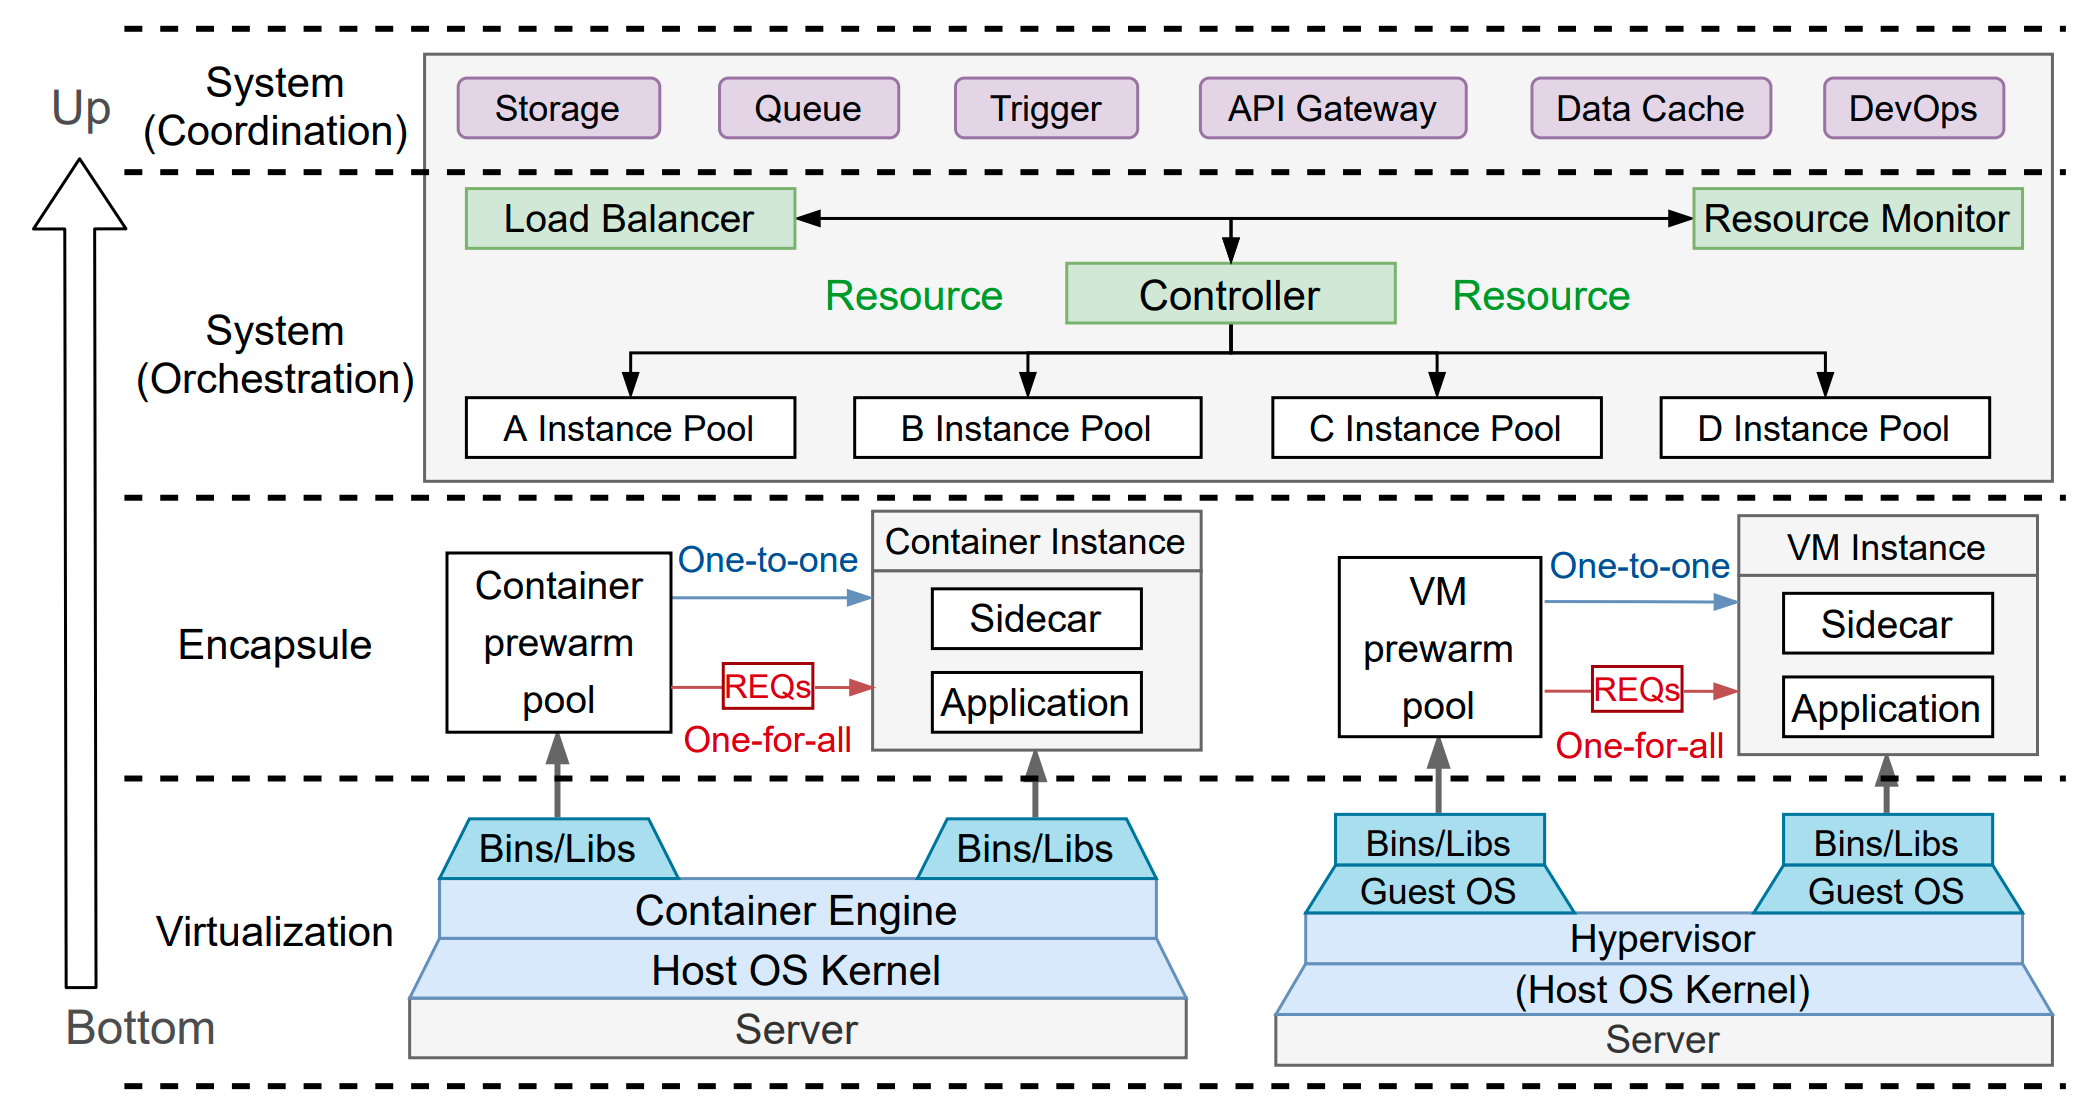 Up
System
(Coordination)
Storage
Queue
Trigger
API Gateway
Data Cache
DevOps
System
(Orchestration)
Load Balancer
Resource Monitor
Resource
Controller
Resource
A Instance Pool
B Instance Pool
C Instance Pool
D Instance Pool
Encapsule
Container
prewarm
pool
One-to-one
REQs
One-for-all
Container Instance
Sidecar
Application
VM
prewarm
pool
One-to-one
REQs
One-for-all
VM Instance
Sidecar
Application
Virtualization
Bins/Libs
Bins/Libs
Container Engine
Host OS Kernel
Server
Bins/Libs
Guest OS
Bins/Libs
Guest OS
Hypervisor
(Host OS Kernel)
Server
Bottom